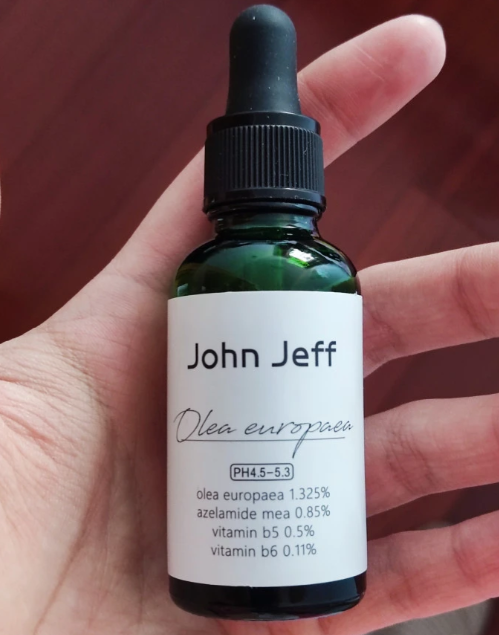 John Jeff
Olea europaea
PH4.5-5.3
olea europaea 1.325%
azelamide mea 0.85%
vitamin b5 0.5%
vitamin b6 0.11%